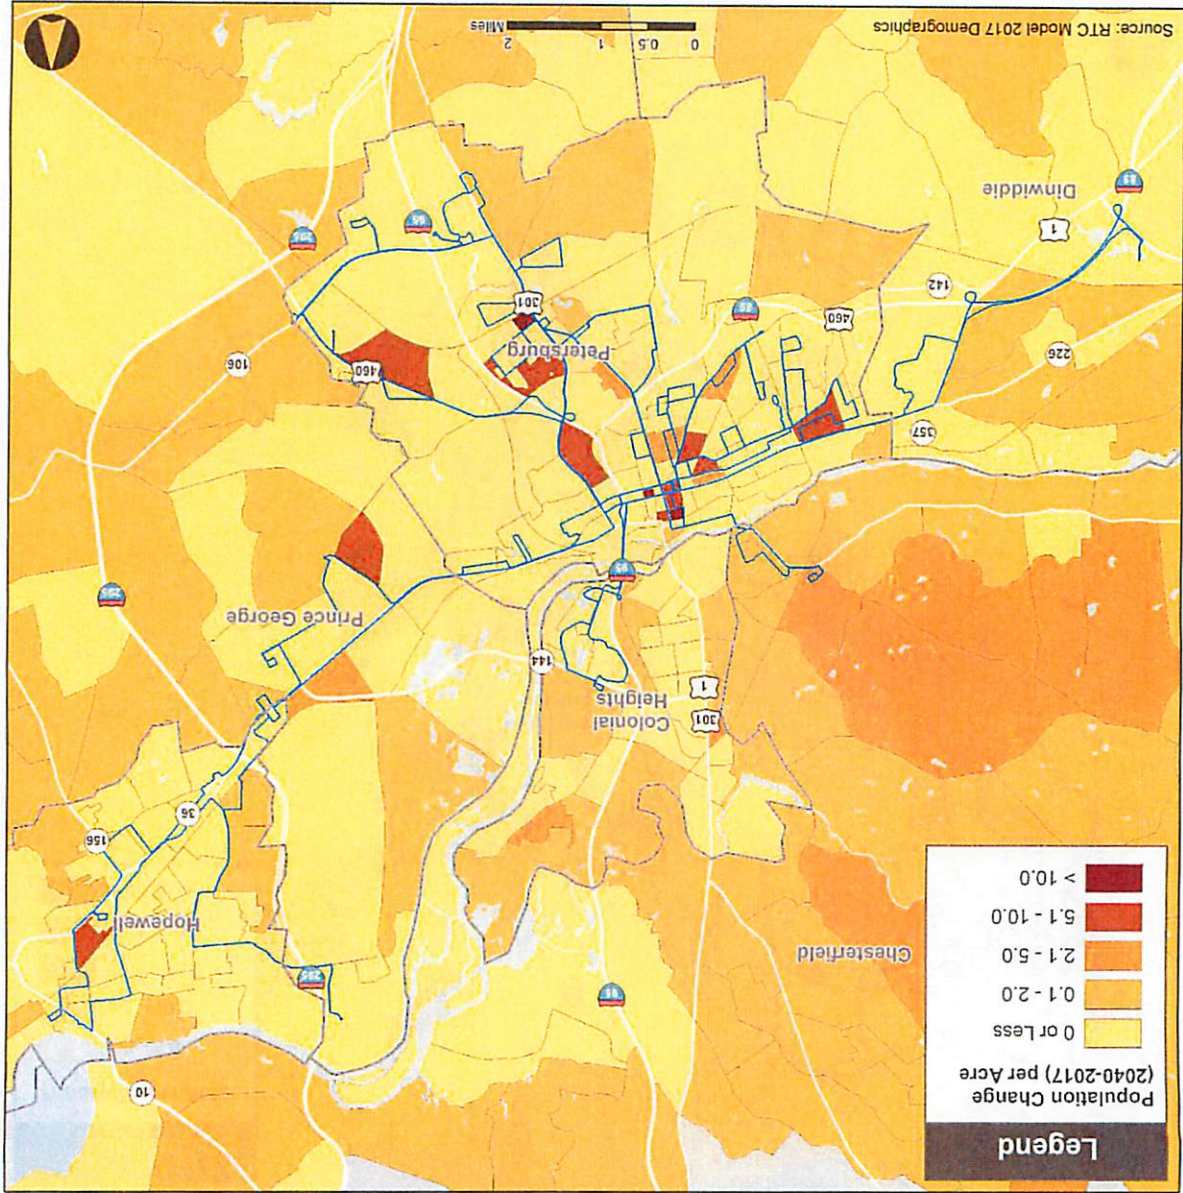 Legend
Population Change
(2040-2017) per Acre
0 or Less
0.1 - 2.0
2.1 - 5.0
5.1 - 10.0
> 10.0
10
95
295
Chesterfield
Hopewell
156
36
301
Colonial
Heights
1
144
Prince George
295
95
357
460
106
226
Petersburg
460
85
301
142
295
1
95
Dinwiddie
85
0 0.5 1 2
Miles
Source: RTC Model 2017 Demographics